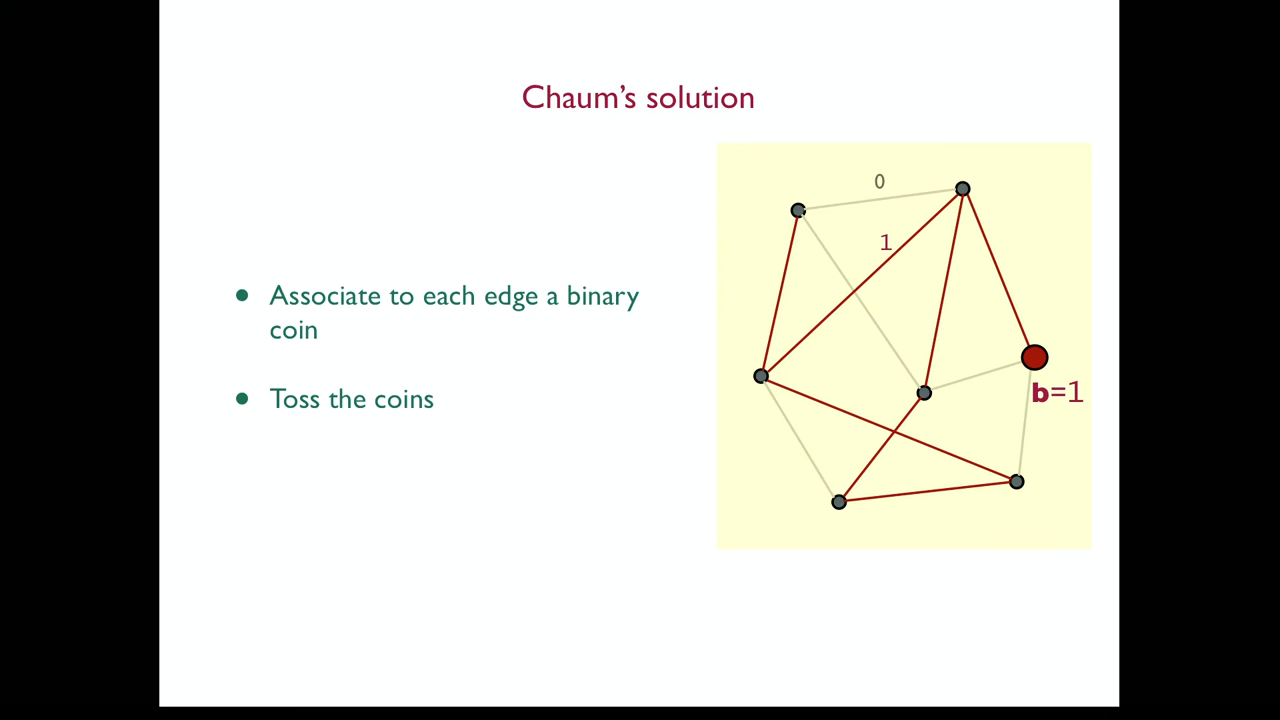 Chaum’s solution
0
1
● Associate to each edge a binary
coin
● Toss the coins
b=1